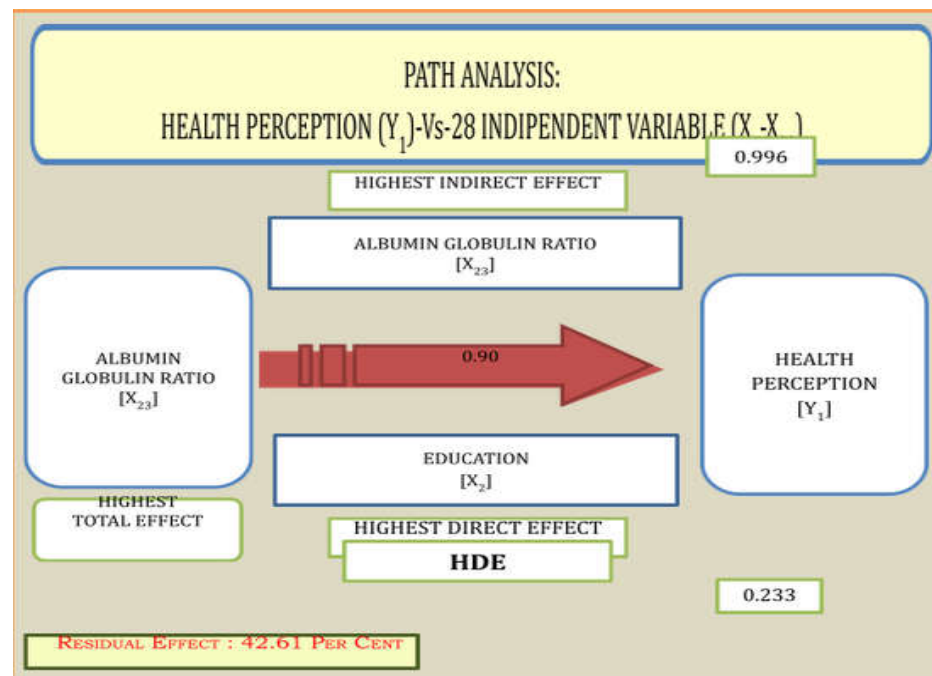 PATH ANALYSIS:
HEALTH PERCEPTION (Y₁)-Vs-28 INDIPENDENT VARIABLE (X -X )
0.996
HIGHEST INDIRECT EFFECT
ALBUMIN GLOBULIN RATIO
[X₂₃]
ALBUMIN
GLOBULIN RATIO
[X₂₃]
0.90
HEALTH
PERCEPTION
[Y₁]
EDUCATION
[X₂]
HIGHEST
TOTAL EFFECT
HIGHEST DIRECT EFFECT
HDE
0.233
RESIDUAL EFFECT : 42.61 PER CENT